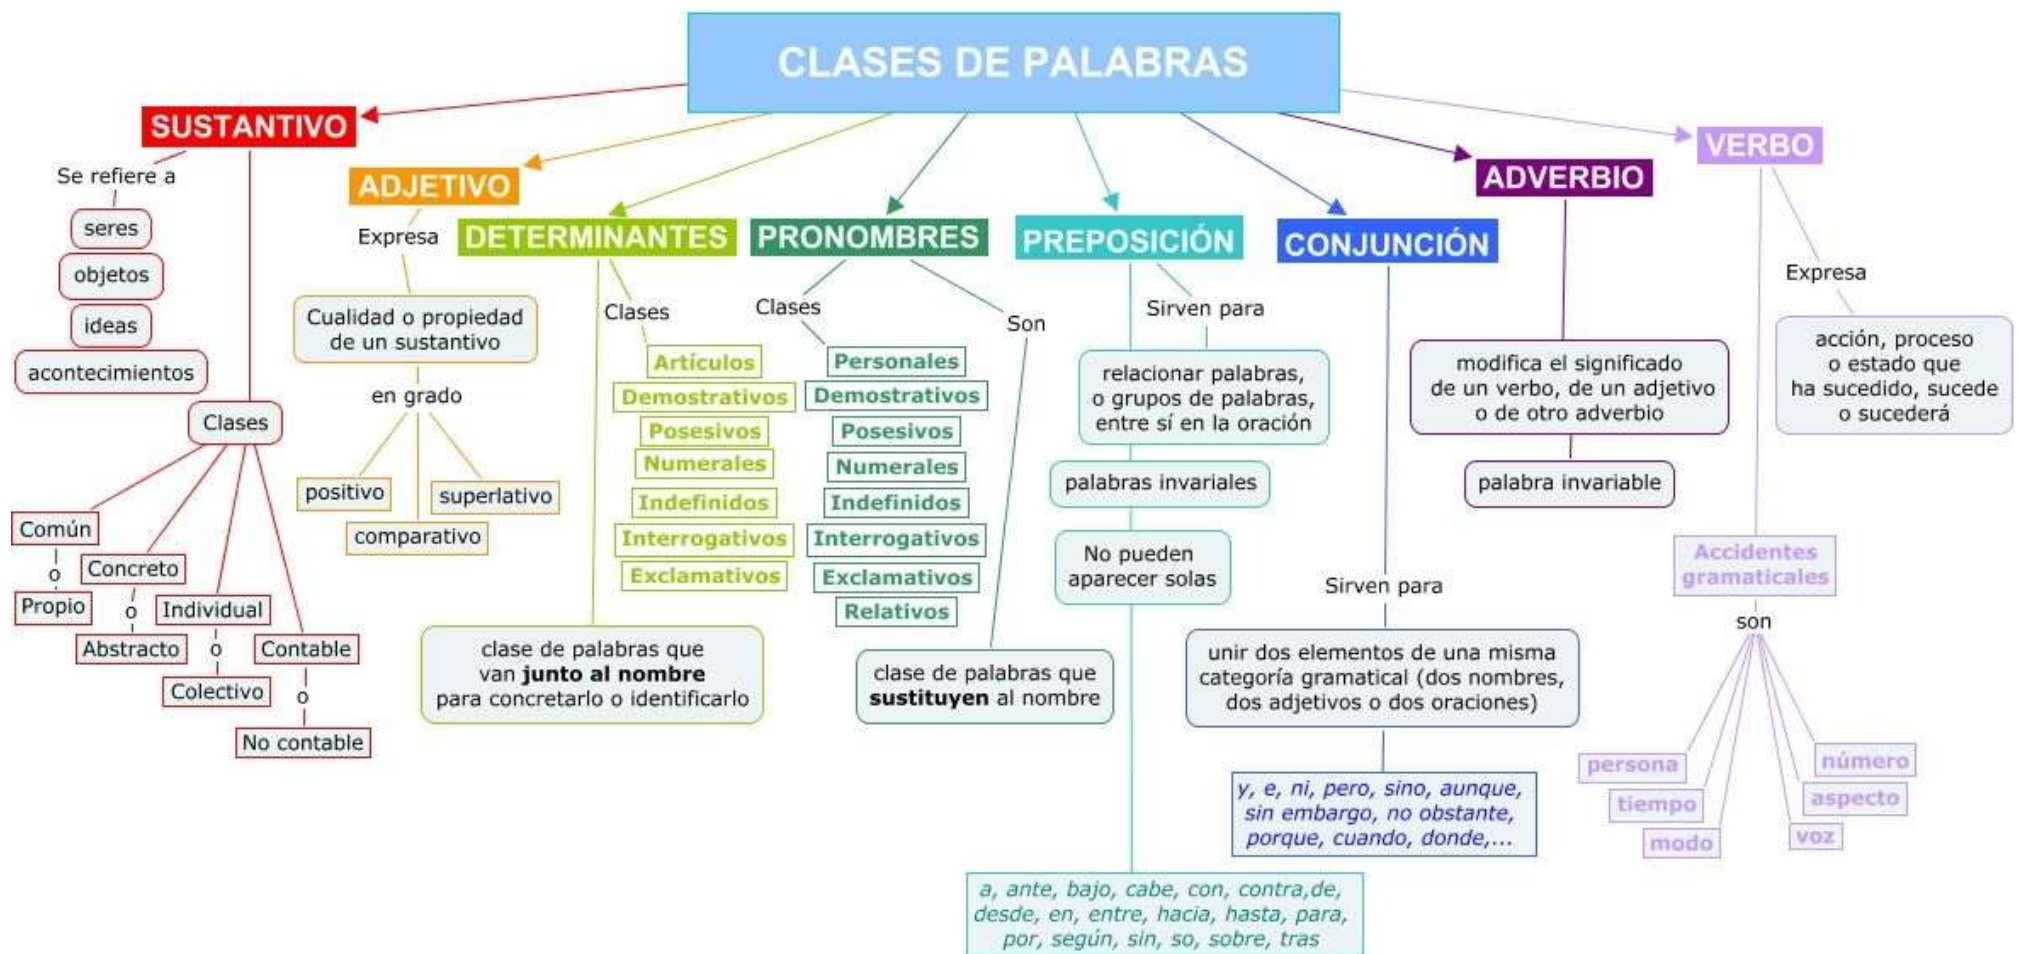 CLASES DE PALABRAS
SUSTANTIVO
Se refiere a
seres
objetos
ideas
acontecimientos
Clases
Común
o
Propio
Concreto
o
Abstracto
Individual
o
Colectivo
Contable
o
No contable
ADJETIVO
Expresa
Cualidad o propiedad
de un sustantivo
en grado
positivo
comparativo
superlativo
DETERMINANTES
Clases
Artículos
Demostrativos
Posesivos
Numerales
Indefinidos
Interrogativos
Exclamativos
clase de palabras que
van junto al nombre
para concretarlo o identificarlo
PRONOMBRES
Clases
Personales
Demostrativos
Posesivos
Numerales
Indefinidos
Interrogativos
Exclamativos
Relativos
Son
clase de palabras que
sustituyen al nombre
PREPOSICIÓN
Sirven para
relacionar palabras,
o grupos de palabras,
entre sí en la oración
palabras invariales
No pueden
aparecer solas
a, ante, bajo, cabe, con, contra,de,
desde, en, entre, hacia, hasta, para,
por, según, sin, so, sobre, tras
CONJUNCIÓN
Sirven para
unir dos elementos de una misma
categoría gramatical (dos nombres,
dos adjetivos o dos oraciones)
y, e, ni, pero, sino, aunque,
sin embargo, no obstante,
porque, cuando, donde,...
ADVERBIO
modifica el significado
de un verbo, de un adjetivo
o de otro adverbio
palabra invariable
VERBO
Expresa
acción, proceso
o estado que
ha sucedido, sucede
o sucederá
Accidentes
gramaticales
son
persona
tiempo
modo
voz
aspecto
número